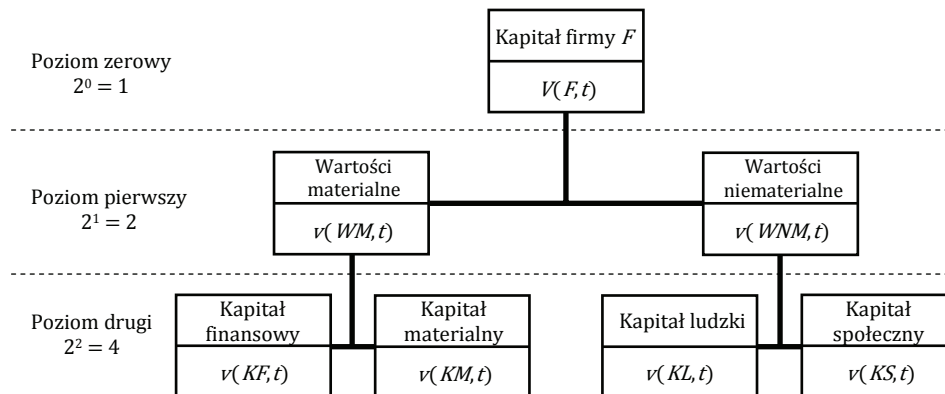 Kapitał firmy F
Poziom zerowy
2⁰ = 1
V(F,t)
Wartości
materialne
Wartości
niematerialne
Poziom pierwszy
2¹ = 2
v(WM,t)
v(WNM,t)
Kapitał
finansowy
Kapitał
materialny
Kapitał ludzki
Kapitał
społeczny
Poziom drugi
2² = 4
v(KF,t)
v(KM,t)
v(KL,t)
v(KS,t)